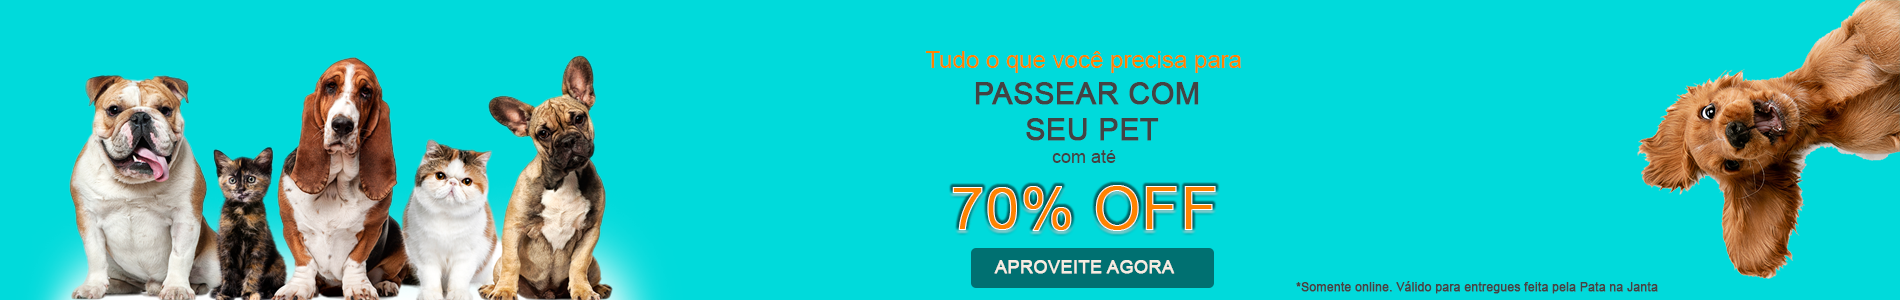 Tudo o que você precisa para
PASSEAR COM
SEU PET
com até
70% OFF
APROVEITE AGORA
*Somente online. Válido para entregues feita pela Pata na Janta